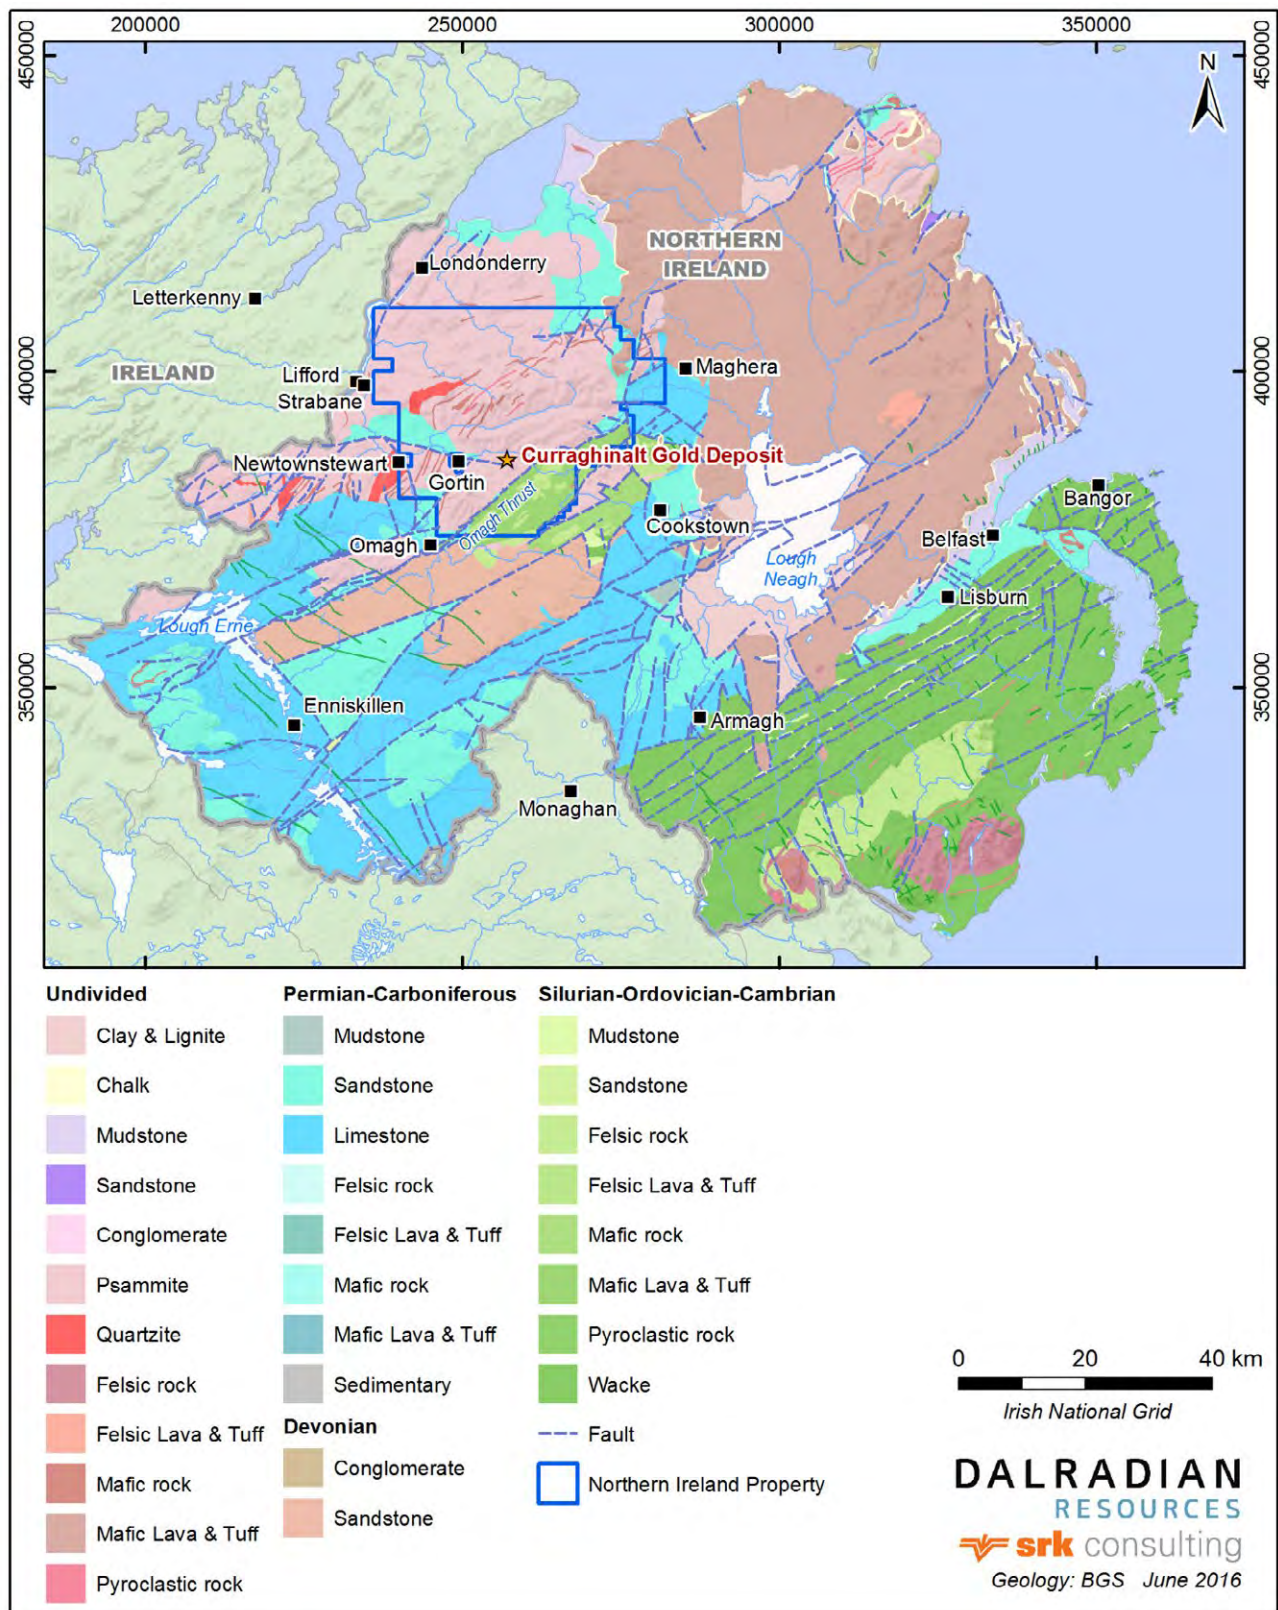 200000 250000 300000 350000
450000 450000
N
NORTHERN
IRELAND
Londonderry
Letterkenny
IRELAND
400000 400000
Lifford
Strabane
Maghera
Newtownstewart
Curraghinalt Gold Deposit
Gortin
Omagh Thrust
Cookstown
Bangor
Omagh
Belfast
Lough
Neagh
Lisburn
Lough Erne
350000 350000
Enniskillen
Armagh
Monaghan
Undivided
Clay & Lignite
Chalk
Mudstone
Sandstone
Conglomerate
Psammite
Quartzite
Felsic rock
Felsic Lava & Tuff
Mafic rock
Mafic Lava & Tuff
Pyroclastic rock
Permian-Carboniferous
Mudstone
Sandstone
Limestone
Felsic rock
Felsic Lava & Tuff
Mafic rock
Mafic Lava & Tuff
Sedimentary
Devonian
Conglomerate
Sandstone
Silurian-Ordovician-Cambrian
Mudstone
Sandstone
Felsic rock
Felsic Lava & Tuff
Mafic rock
Mafic Lava & Tuff
Pyroclastic rock
Wacke
Fault
Northern Ireland Property
0 20 40 km
Irish National Grid
DALRADIAN
RESOURCES
srk consulting
Geology: BGS June 2016